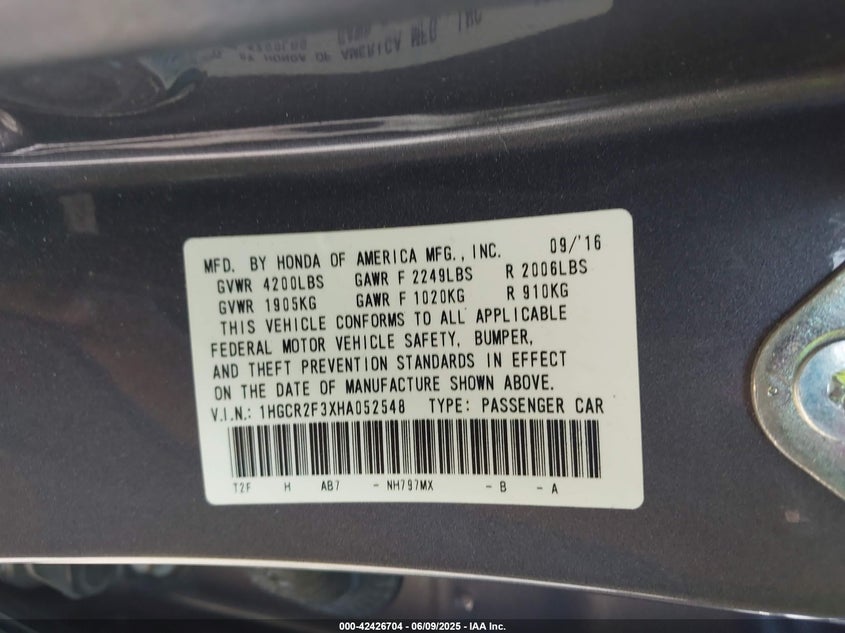 MFD. BY HONDA OF AMERICA MFG., INC. 09/'16
GVWR 4200LBS GAWR F 2249LBS R 2006LBS
GVWR 1905KG GAWR F 1020KG R 910KG
THIS VEHICLE CONFORMS TO ALL APPLICABLE
FEDERAL MOTOR VEHICLE SAFETY, BUMPER,
AND THEFT PREVENTION STANDARDS IN EFFECT
ON THE DATE OF MANUFACTURE SHOWN ABOVE.
V.I.N.: 1HGCR2F3XHA052548 TYPE: PASSENGER CAR
T2F H AB7 - NH797MX - B - A
000-42426704 | 06/09/2025 | IAA Inc.